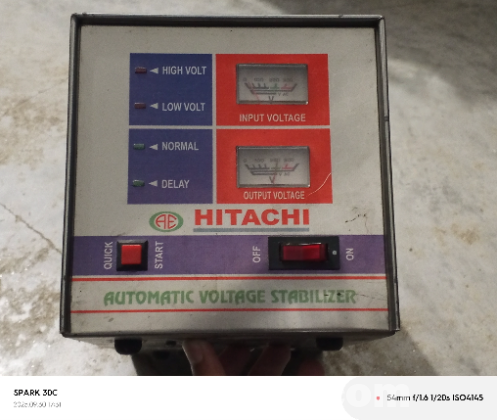 HIGH VOLT
LOW VOLT
INPUT VOLTAGE
NORMAL
DELAY
OUTPUT VOLTAGE
AE HITACHI
QUICK START OFF ON
AUTOMATIC VOLTAGE STABILIZER
SPARK 3DC
54mm f/1.6 1/20s ISO4145